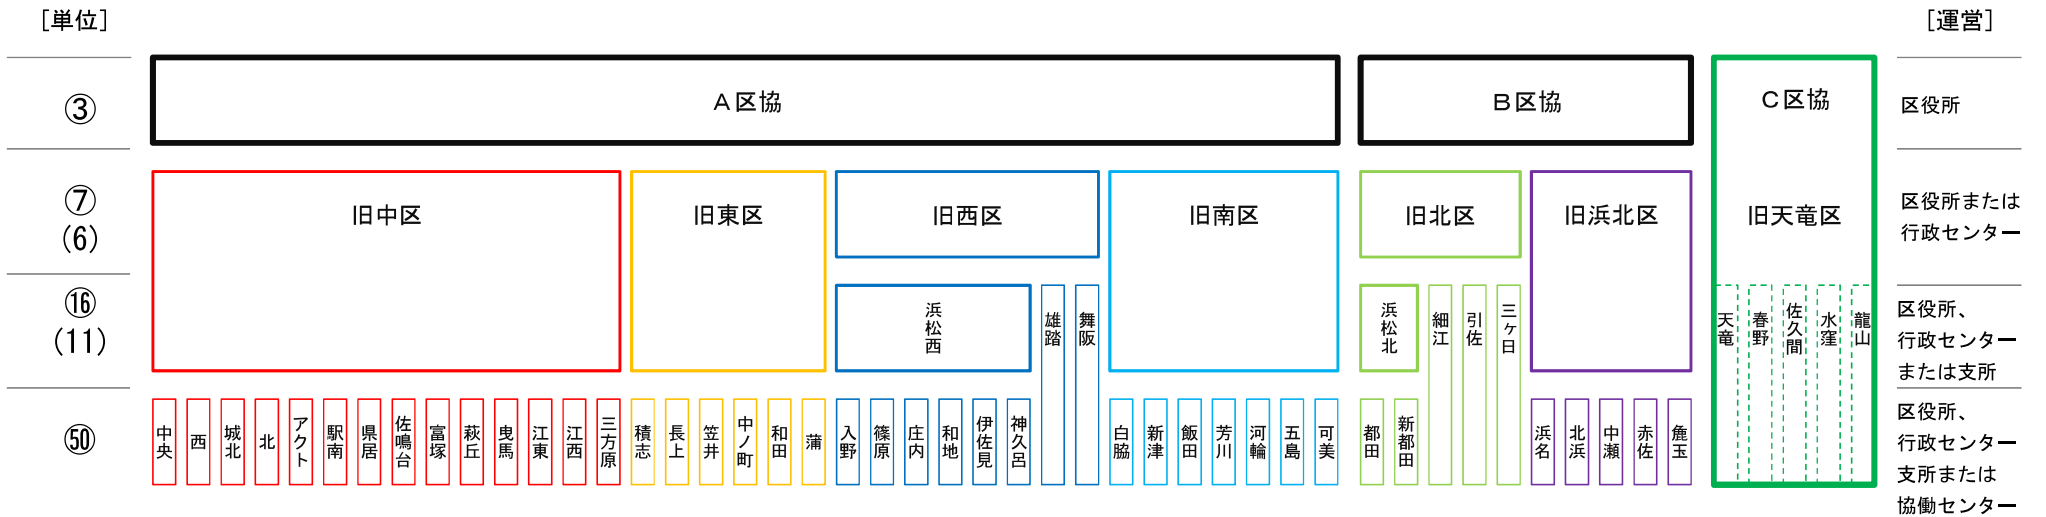 ［単位］
［運営］
③
A区協
B区協
C区協
区役所
⑦
(6)
旧中区
旧東区
旧西区
旧南区
旧北区
旧浜北区
旧天竜区
区役所または
行政センター
⑯
(11)
浜松西
雄踏
舞阪
浜松北
細江
引佐
三ヶ日
天竜
春野
佐久間
水窪
龍山
区役所、
行政センター
または支所
㊿
中央
西
城北
北
アクト
駅南
県居
佐鳴台
富塚
萩丘
曳馬
江東
江西
三方原
積志
長上
笠井
中ノ町
和田
蒲
入野
篠原
庄内
和地
伊佐見
神久呂
白脇
新津
飯田
芳川
河輪
五島
可美
都田
新都田
浜名
北浜
中瀬
赤佐
麁玉
区役所、
行政センター
支所または
協働センター